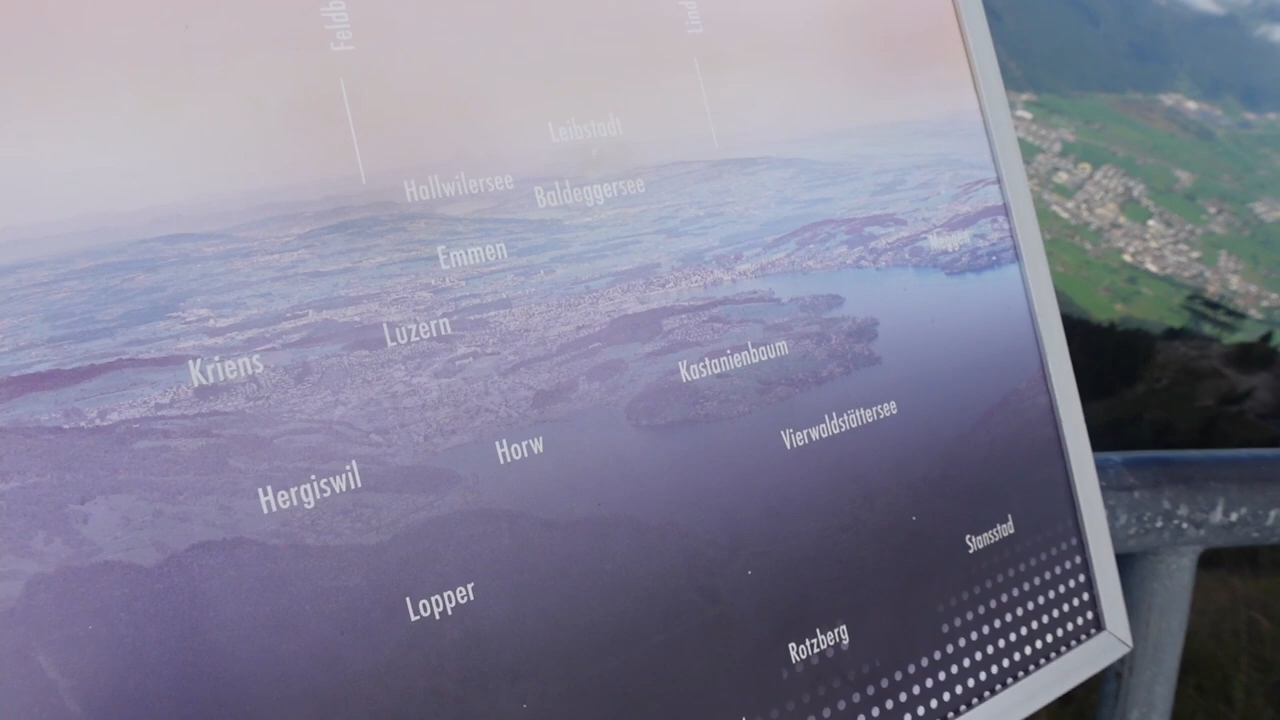 Leibstadt
Hallwilersee
Baldeggersee
Emmen
Luzern
Kriens
Kastanienbaum
Vierwaldstättersee
Horw
Hergiswil
Stansstad
Lopper
Rotzberg